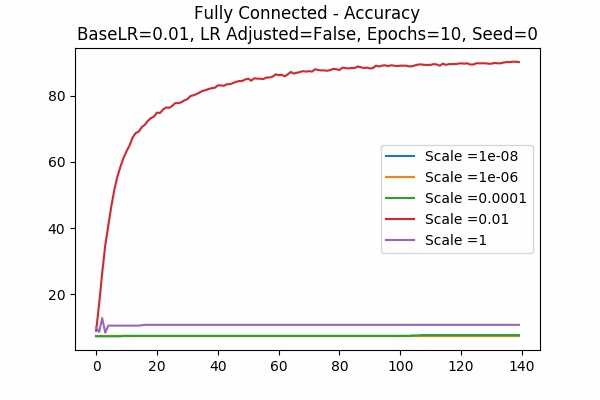 Fully Connected - Accuracy
BaseLR=0.01, LR Adjusted=False, Epochs=10, Seed=0
80
60
40
20
Scale =1e-08
Scale =1e-06
Scale =0.0001
Scale =0.01
Scale =1
0 20 40 60 80 100 120 140